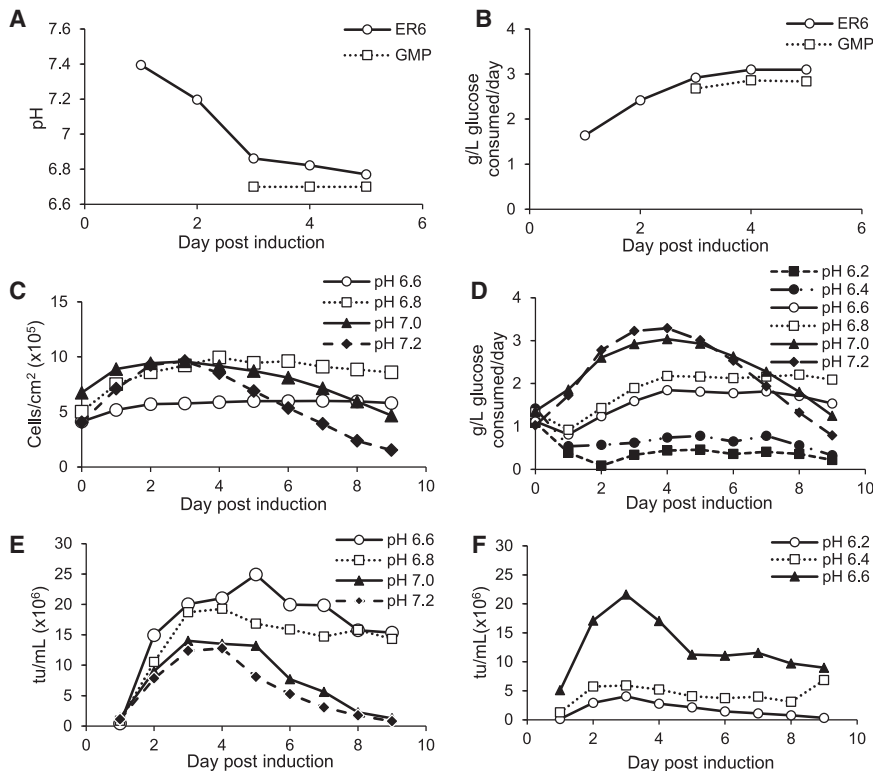 A
pH
7.6
7.4
7.2
7
6.8
6.6
0 2 4 6
Day post induction
ER6
GMP
B
g/L glucose
consumed/day
4
3
2
1
0
0 5
Day post induction
ER6
GMP
C
Cells/cm² (x10⁵)
15
10
5
0
0 2 4 6 8 10
Day post induction
pH 6.6
pH 6.8
pH 7.0
pH 7.2
D
g/L glucose
consumed/day
4
3
2
1
0
0 2 4 6 8 10
Day post induction
pH 6.2
pH 6.4
pH 6.6
pH 6.8
pH 7.0
pH 7.2
E
tu/mL (x10⁶)
30
25
20
15
10
5
0
0 2 4 6 8 10
Day post induction
pH 6.6
pH 6.8
pH 7.0
pH 7.2
F
tu/mL(x10⁶)
30
25
20
15
10
5
0
0 2 4 6 8 10
Day post induction
pH 6.2
pH 6.4
pH 6.6